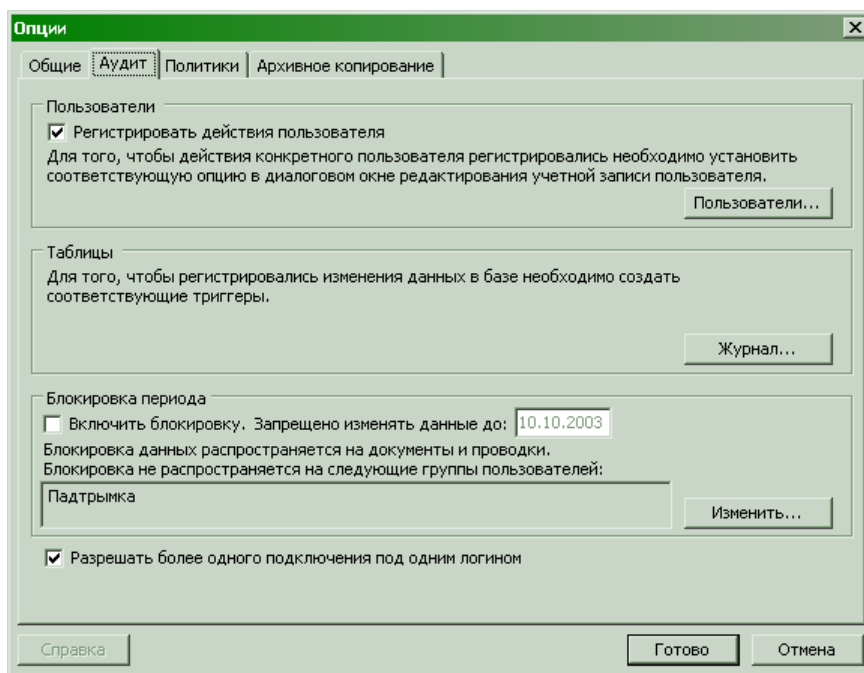 Опции
Общие Аудит Политики Архивное копирование
Пользователи
Регистрировать действия пользователя
Для того, чтобы действия конкретного пользователя регистрировались необходимо установить
соответствующую опцию в диалоговом окне редактирования учетной записи пользователя.
Пользователи...
Таблицы
Для того, чтобы регистрировались изменения данных в базе необходимо создать
соответствующие триггеры.
Журнал...
Блокировка периода
Включить блокировку. Запрещено изменять данные до: 10.10.2003
Блокировка данных распространяется на документы и проводки.
Блокировка не распространяется на следующие группы пользователей:
Падтрымка
Изменить...
Разрешать более одного подключения под одним логином
Справка Готово Отмена